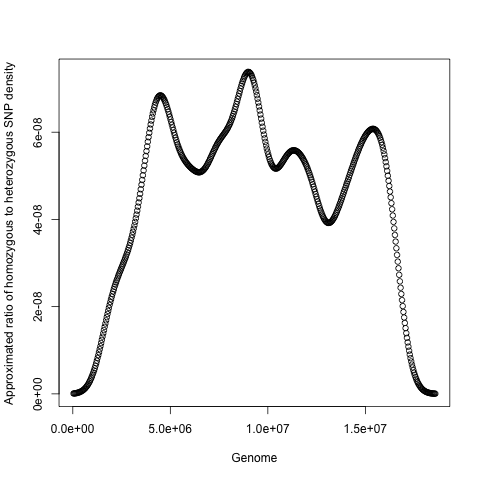 Approximated ratio of homozygous to heterozygous SNP density
6e-08
4e-08
2e-08
0e+00
0.0e+00 5.0e+06 1.0e+07 1.5e+07
Genome